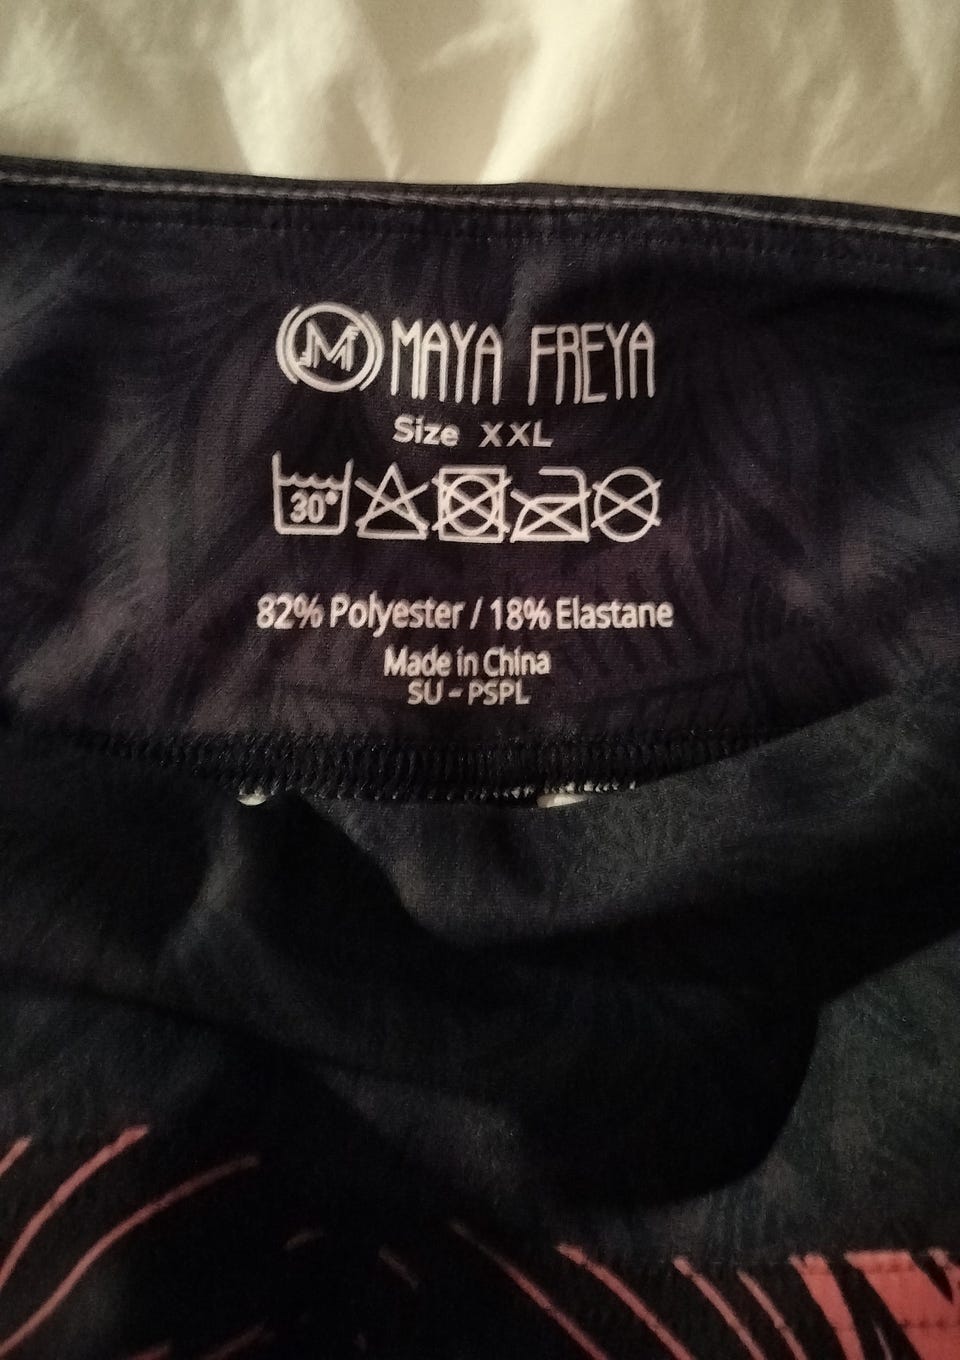 M MAYA FREYA
Size XXL
30°
82% Polyester / 18% Elastane
Made in China
SU - PSPL